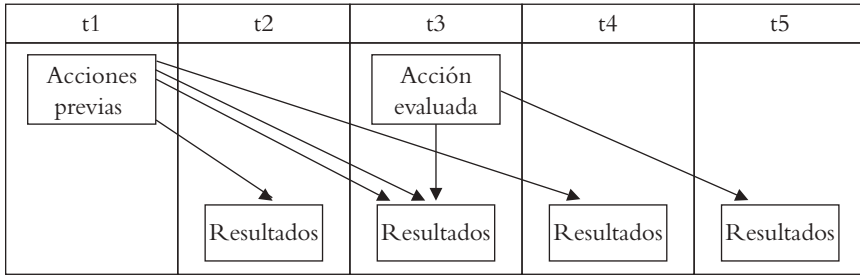 t1 t2 t3 t4 t5
Acciones
previas
Acción
evaluada
Resultados Resultados Resultados Resultados